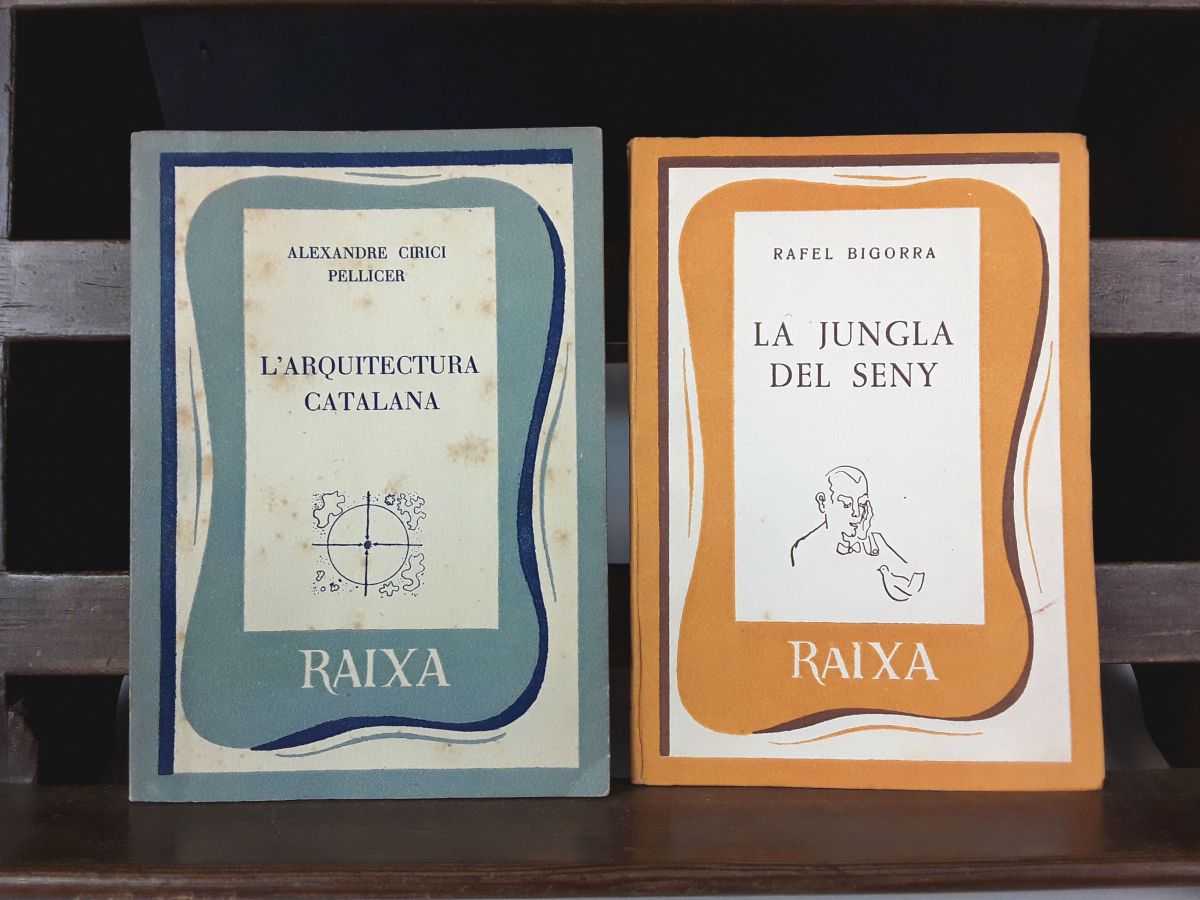 ALEXANDRE CIRICI
PELLICER
L'ARQUITECTURA
CATALANA
RAIXA
RAFEL BIGORRA
LA JUNGLA
DEL SENY
RAIXA